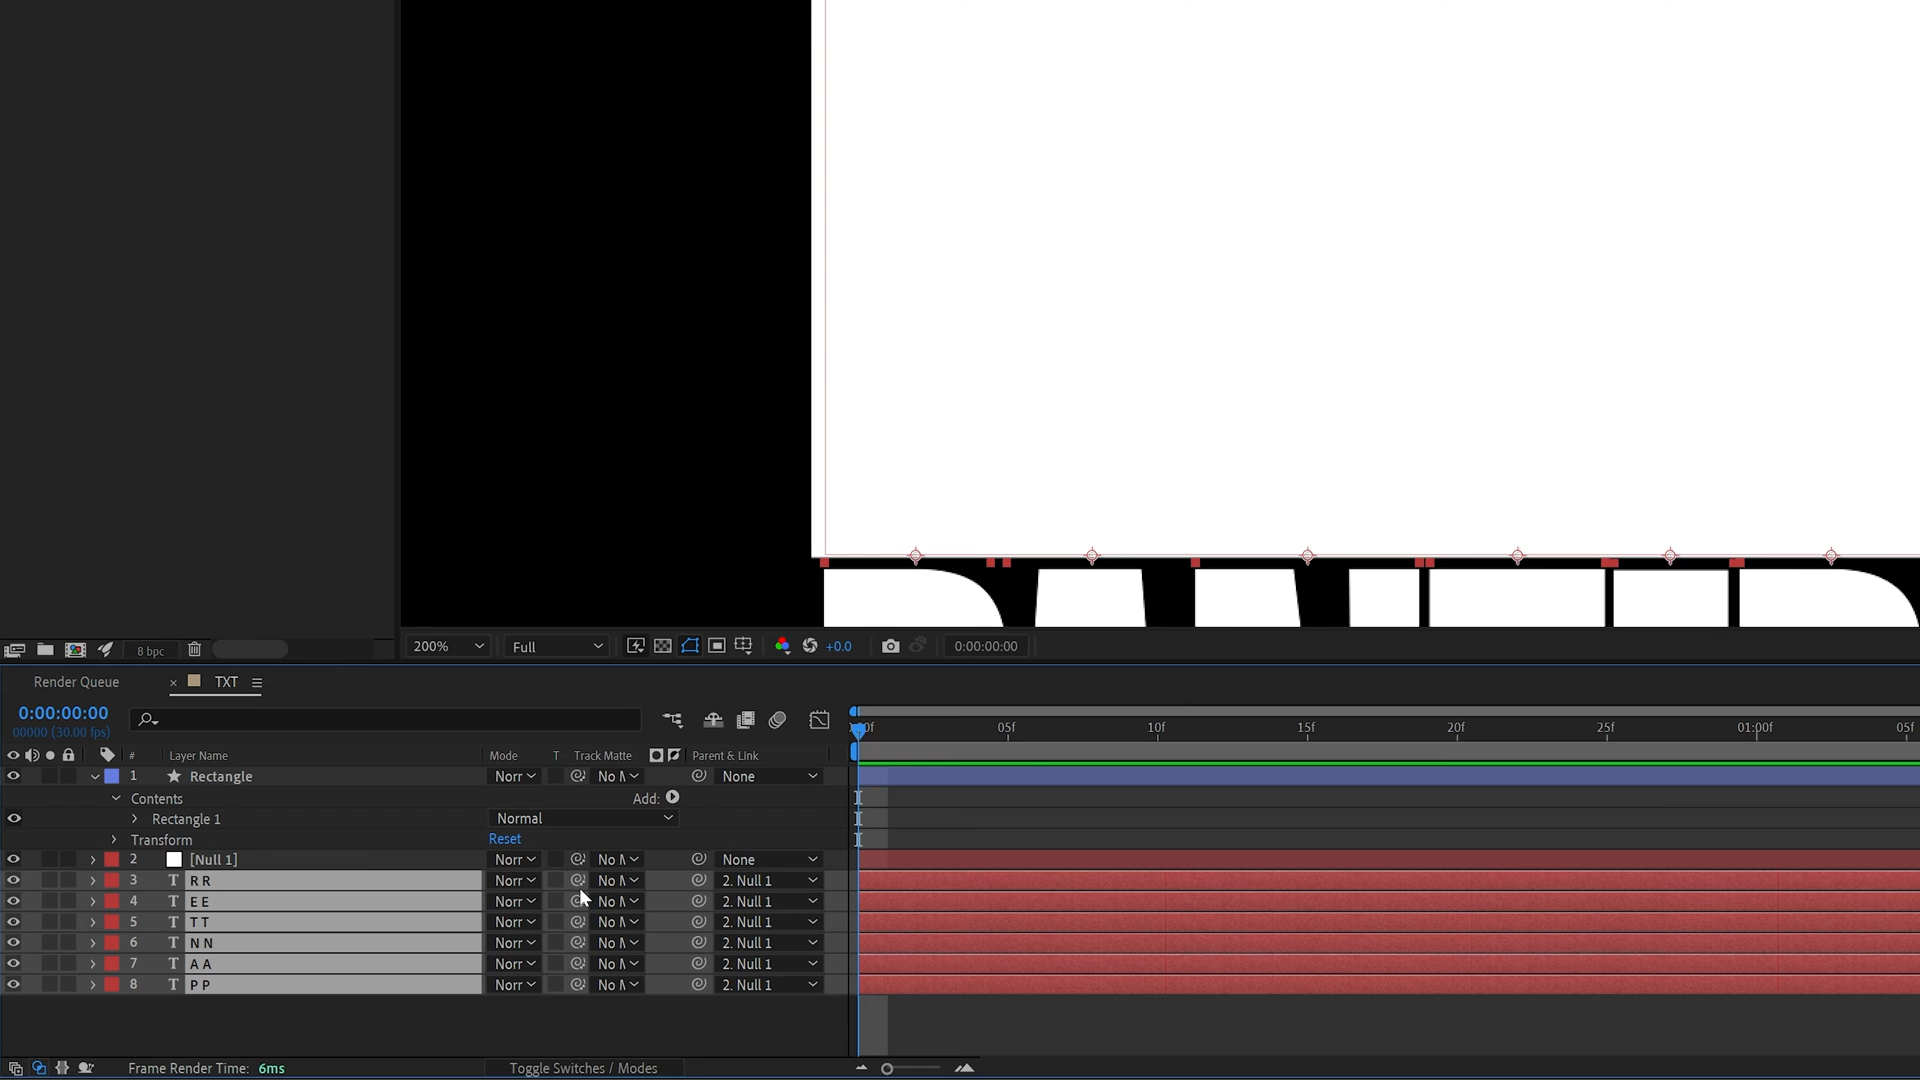 8 bpc
200%
Full
+0.0
0:00:00:00
Render Queue
× TXT
0:00:00:00
00000 (30.00 fps)
05f 10f 15f 20f 25f 01:00f 05f
# Layer Name Mode T Track Matte Parent & Link
1 Rectangle Norr No None
Contents Add:
Rectangle 1 Normal
Transform Reset
2 [Null 1] Norr No None
3 T R R Norr No 2. Null 1
4 T E E Norr No 2. Null 1
5 T T T Norr No 2. Null 1
6 T N N Norr No 2. Null 1
7 T A A Norr No 2. Null 1
8 T P P Norr No 2. Null 1
Frame Render Time: 6ms
Toggle Switches / Modes